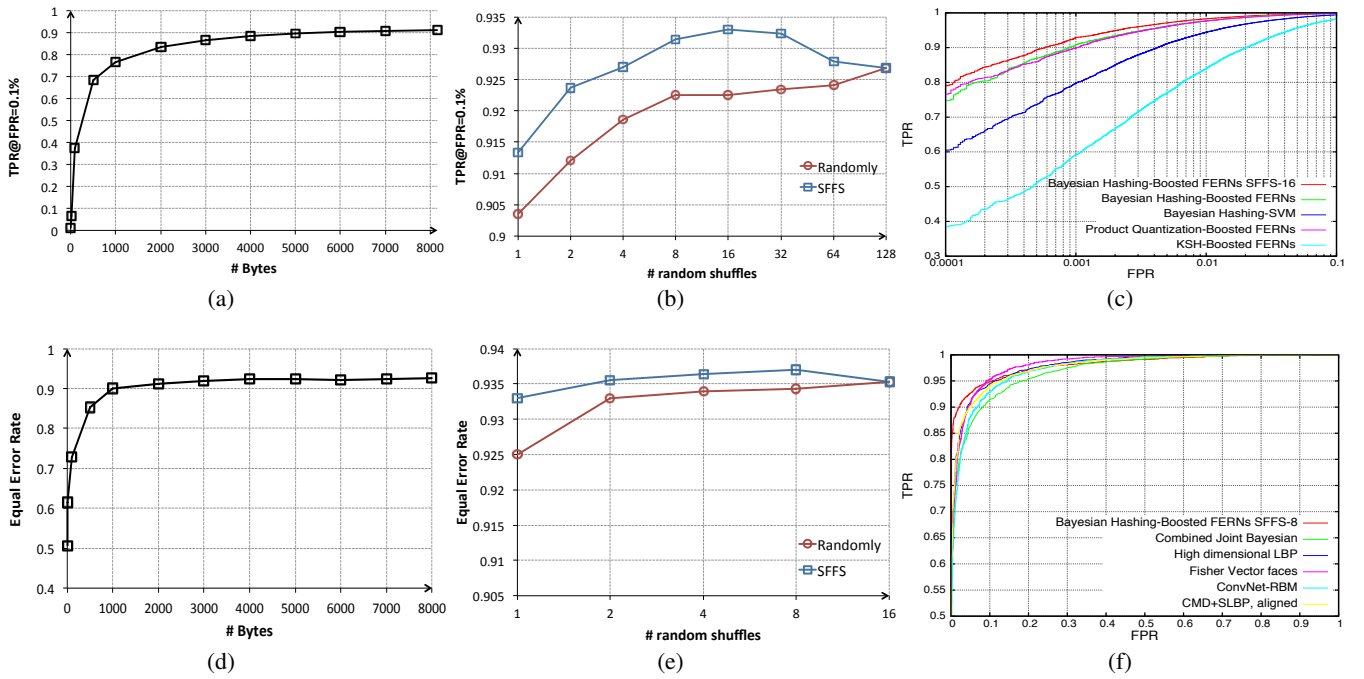 TPR@FPR=0.1%
1
0.9
0.8
0.7
0.6
0.5
0.4
0.3
0.2
0.1
0
0 1000 2000 3000 4000 5000 6000 7000 8000
# Bytes
(a)
TPR@FPR=0.1%
0.935
0.93
0.925
0.92
0.915
0.91
0.905
0.9
Randomly
SFFS
1 2 4 8 16 32 64 128
# random shuffles
(b)
TPR
1
0.9
0.8
0.7
0.6
0.5
0.4
0.3
Bayesian Hashing-Boosted FERNs SFFS-16
Bayesian Hashing-Boosted FERNs
Bayesian Hashing-SVM
Product Quantization-Boosted FERNs
KSH-Boosted FERNs
0.0001 0.001 0.01 0.1
FPR
(c)
Equal Error Rate
1
0.9
0.8
0.7
0.6
0.5
0.4
0 1000 2000 3000 4000 5000 6000 7000 8000
# Bytes
(d)
Equal Error Rate
0.94
0.935
0.93
0.925
0.92
0.915
0.91
0.905
Randomly
SFFS
1 2 4 8 16
# random shuffles
(e)
TPR
1
0.95
0.9
0.85
0.8
0.75
0.7
0.65
0.6
0.55
0.5
Bayesian Hashing-Boosted FERNs SFFS-8
Combined Joint Bayesian
High dimensional LBP
Fisher Vector faces
ConvNet-RBM
CMD+SLBP, aligned
0 0.1 0.2 0.3 0.4 0.5 0.6 0.7 0.8 0.9 1
FPR
(f)